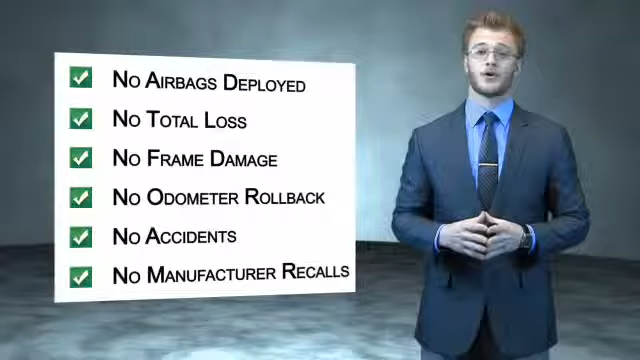 No Airbags Deployed
No Total Loss
No Frame Damage
No Odometer Rollback
No Accidents
No Manufacturer Recalls